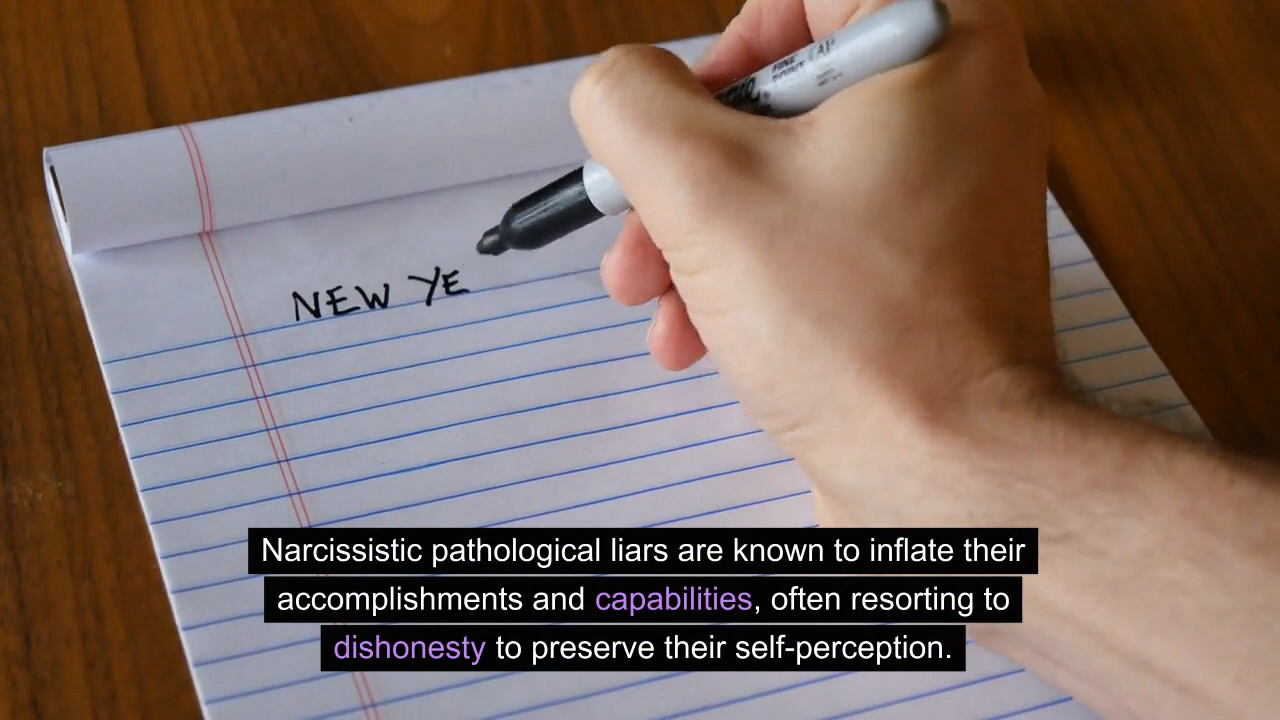 FINE
NEW YE
Narcissistic pathological liars are known to inflate their
accomplishments and capabilities, often resorting to
dishonesty to preserve their self-perception.